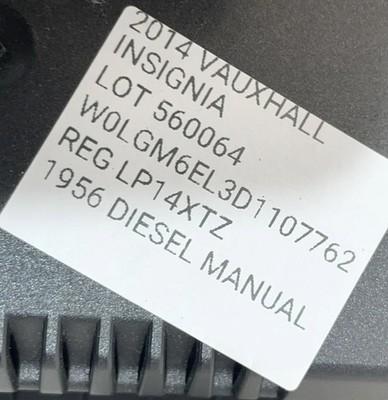 2014 VAUXHALL
INSIGNIA
LOT 560064
W0LGM6EL3D1107762
REG LP14XTZ
1956 DIESEL MANUAL